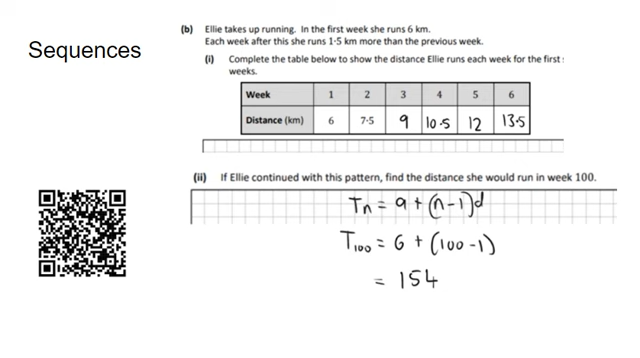 Sequences
(b) Ellie takes up running. In the first week she runs 6 km.
Each week after this she runs 1·5 km more than the previous week.
(i) Complete the table below to show the distance Ellie runs each week for the first
weeks.
Week 1 2 3 4 5 6
Distance (km) 6 7·5 9 10·5 12 13·5
(ii) If Ellie continued with this pattern, find the distance she would run in week 100.
Tn = a + (n-1)d
T100 = 6 + (100-1)
= 154